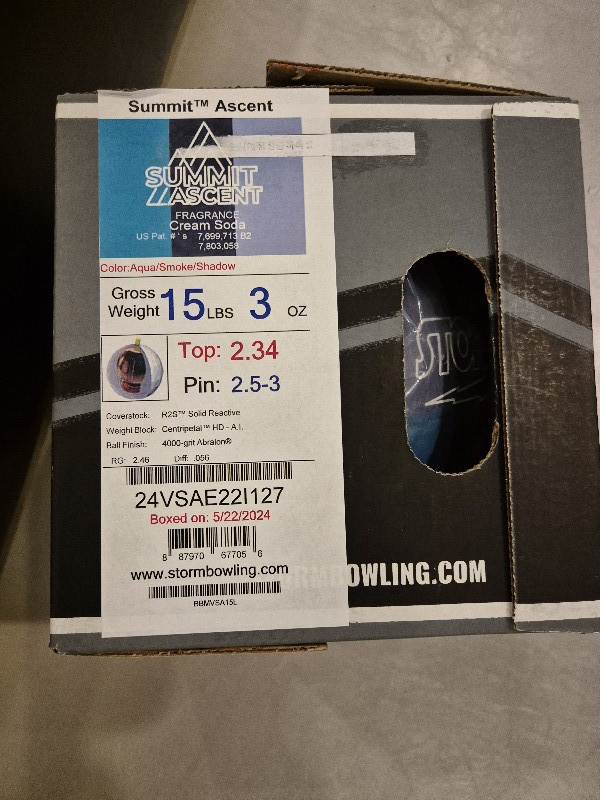 Summit™ Ascent
SUMMIT
ASCENT
FRAGRANCE
Cream Soda
US Pat. #'s 7,699,713 B2
7,803,058
Color:Aqua/Smoke/Shadow
Gross Weight 15 LBS 3 OZ
Top: 2.34
Pin: 2.5-3
Coverstock: R2S™ Solid Reactive
Weight Block: Centripetal™ HD - A.I.
Ball Finish: 4000-grit Abralon®
RG: 2.46 Diff: .056
24VSAE22I127
Boxed on: 5/22/2024
8 87970 67705 6
www.stormbowling.com
BBMVSA15L
STO
RMBOWLING.COM